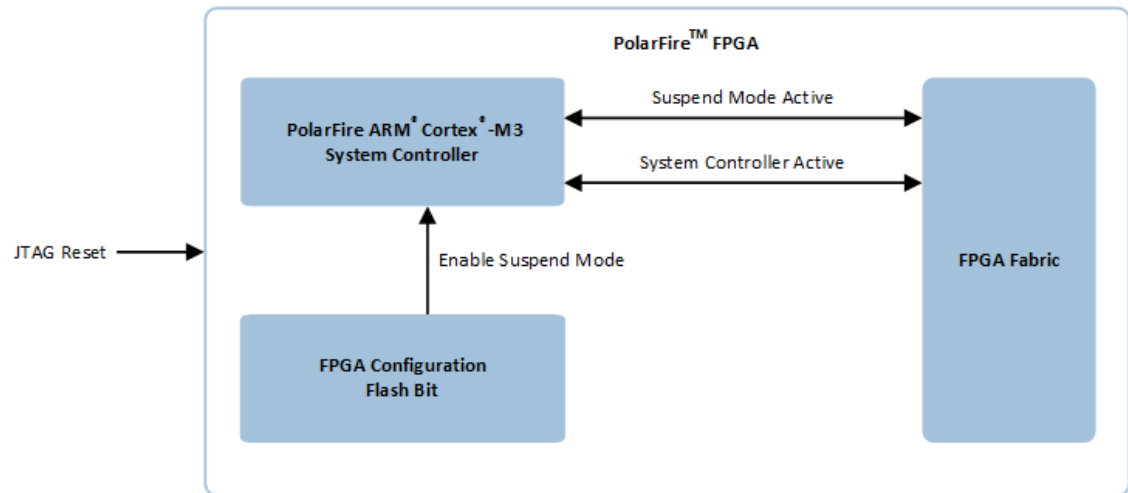 PolarFire™ FPGA
PolarFire ARM® Cortex®-M3
System Controller
Suspend Mode Active
System Controller Active
JTAG Reset
Enable Suspend Mode
FPGA Fabric
FPGA Configuration
Flash Bit